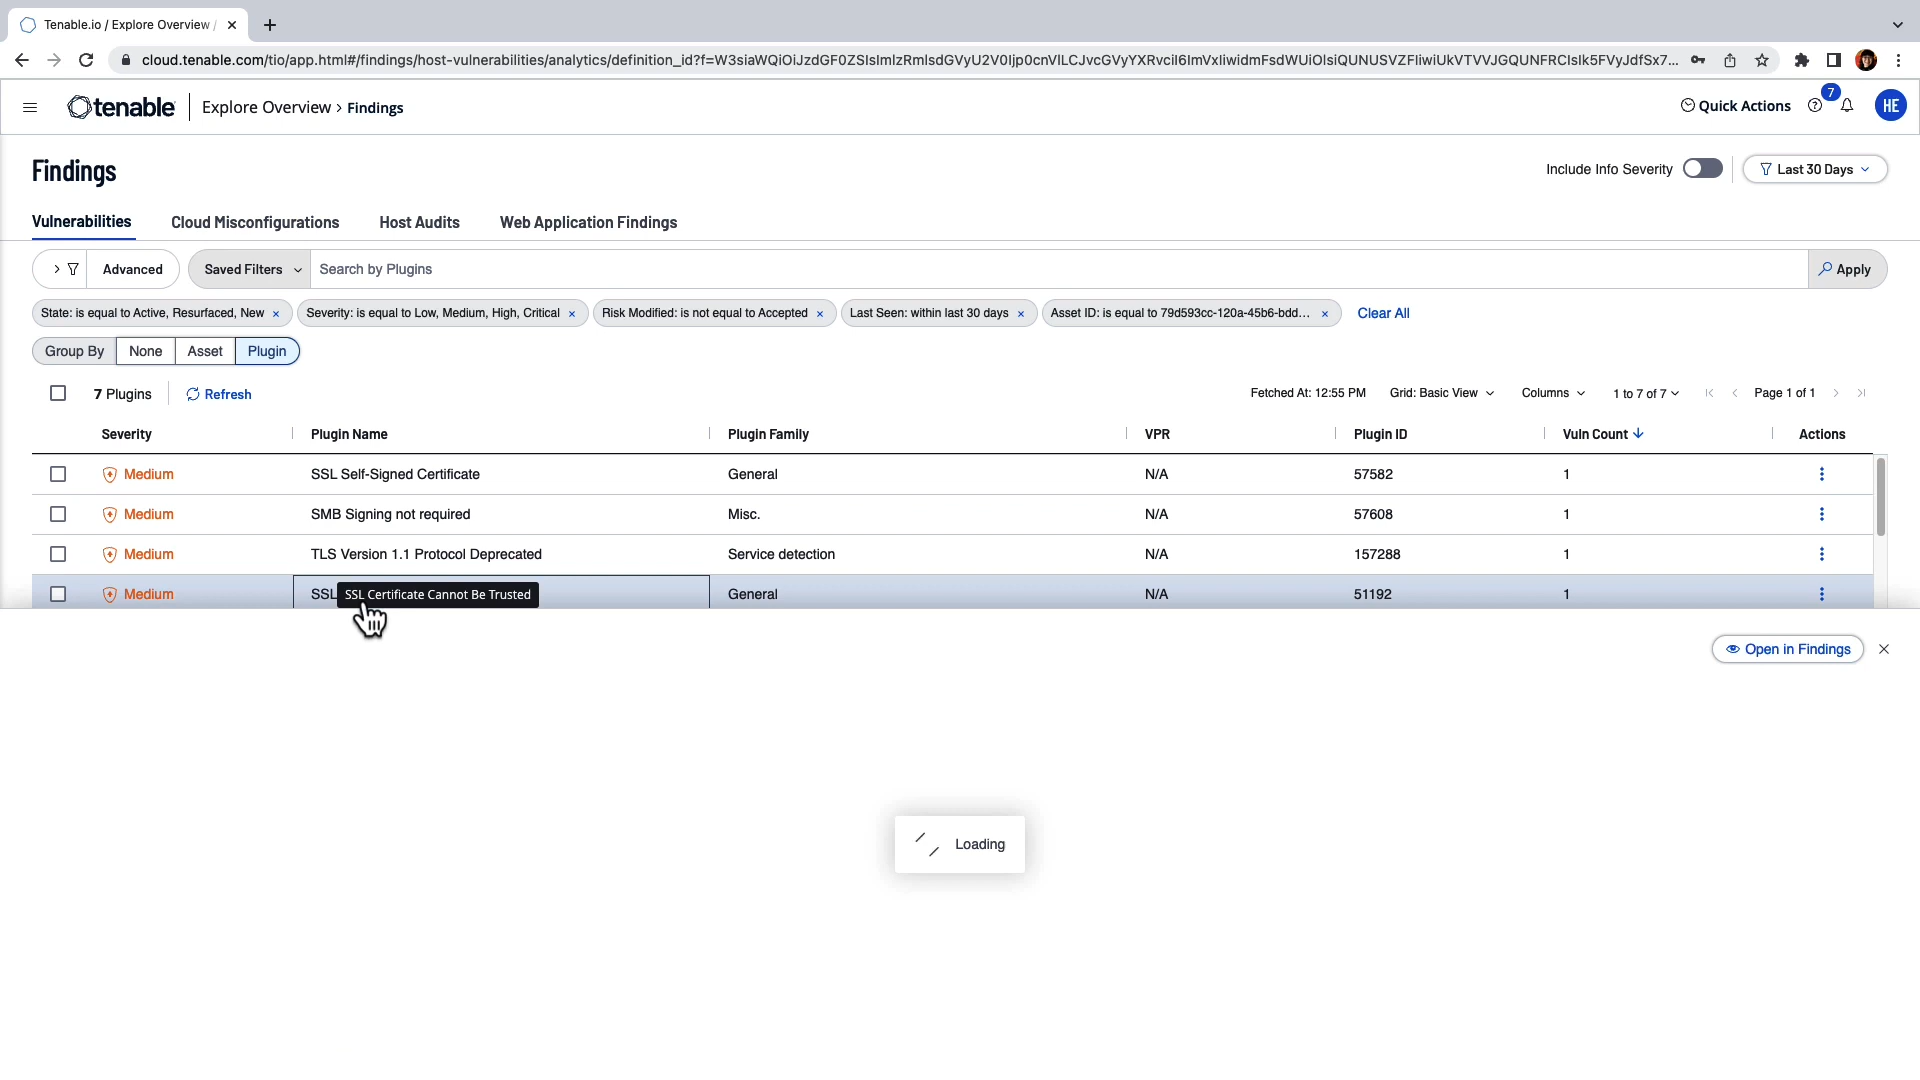 Tenable.io / Explore Overview /
cloud.tenable.com/tio/app.html#/findings/host-vulnerabilities/analytics/definition_id?f=
tenable Explore Overview > Findings
Quick Actions 7 HE
Findings
Include Info Severity Last 30 Days
Vulnerabilities Cloud Misconfigurations Host Audits Web Application Findings
Advanced Saved Filters Search by Plugins Apply
State: is equal to Active, Resurfaced, New × Severity: is equal to Low, Medium, High, Critical × Risk Modified: is not equal to Accepted × Last Seen: within last 30 days × Asset ID: is equal to 79d593cc-120a-45b6-bdd... × Clear All
Group By None Asset Plugin
7 Plugins Refresh Fetched At: 12:55 PM Grid: Basic View Columns 1 to 7 of 7 Page 1 of 1
Severity Plugin Name Plugin Family VPR Plugin ID Vuln Count Actions
Medium SSL Self-Signed Certificate General N/A 57582 1
Medium SMB Signing not required Misc. N/A 57608 1
Medium TLS Version 1.1 Protocol Deprecated Service detection N/A 157288 1
Medium SSL SSL Certificate Cannot Be Trusted General N/A 51192 1
Open in Findings
Loading